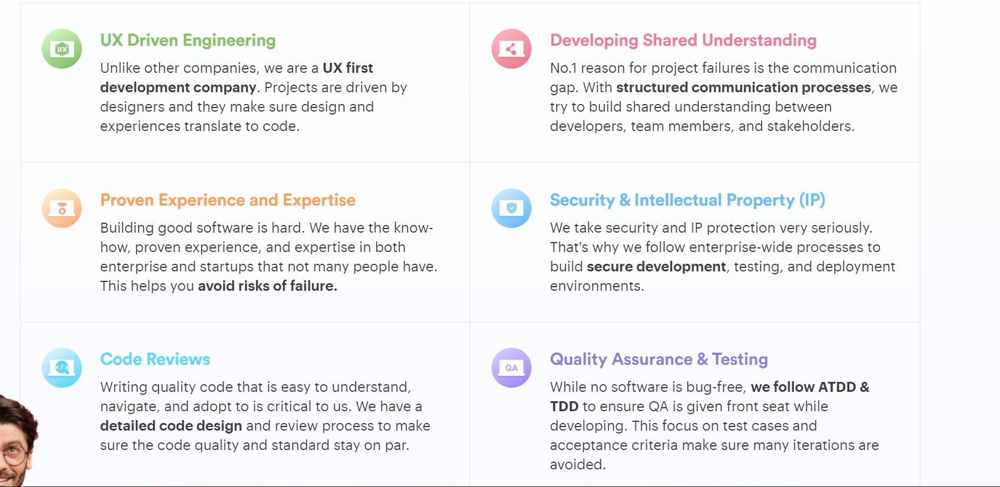 UX
UX Driven Engineering
Unlike other companies, we are a UX first
development company. Projects are driven by
designers and they make sure design and
experiences translate to code.
Developing Shared Understanding
No.1 reason for project failures is the communication
gap. With structured communication processes, we
try to build shared understanding between
developers, team members, and stakeholders.
Proven Experience and Expertise
Building good software is hard. We have the know-
how, proven experience, and expertise in both
enterprise and startups that not many people have.
This helps you avoid risks of failure.
Security & Intellectual Property (IP)
We take security and IP protection very seriously.
That's why we follow enterprise-wide processes to
build secure development, testing, and deployment
environments.
</>
Code Reviews
Writing quality code that is easy to understand,
navigate, and adopt to is critical to us. We have a
detailed code design and review process to make
sure the code quality and standard stay on par.
QA
Quality Assurance & Testing
While no software is bug-free, we follow ATDD &
TDD to ensure QA is given front seat while
developing. This focus on test cases and
acceptance criteria make sure many iterations are
avoided.